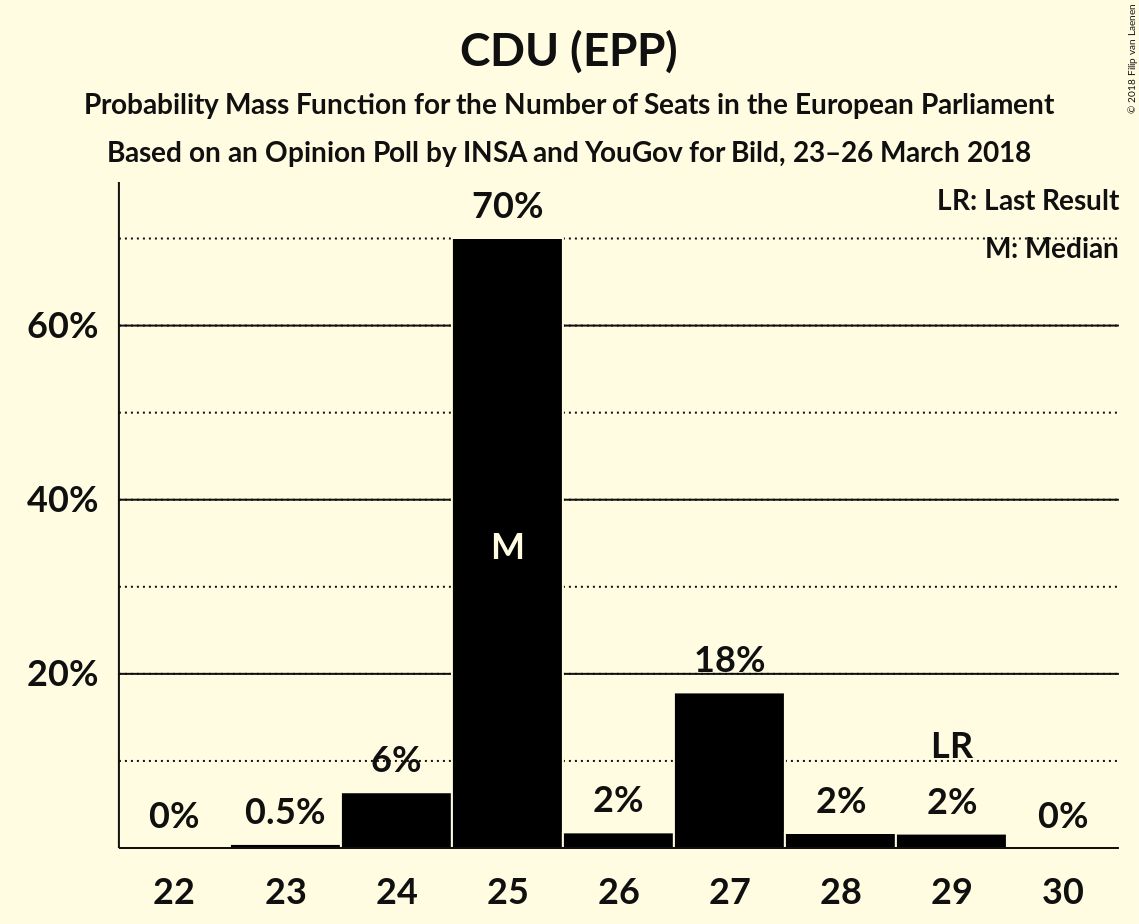 CDU (EPP)
Probability Mass Function for the Number of Seats in the European Parliament
Based on an Opinion Poll by INSA and YouGov for Bild, 23–26 March 2018
© 2018 Filip van Laenen
LR: Last Result
M: Median
70%
60%
40%
M
20%
18%
LR
6%
0%
0.5%
2%
2%
2%
0%
22 23 24 25 26 27 28 29 30